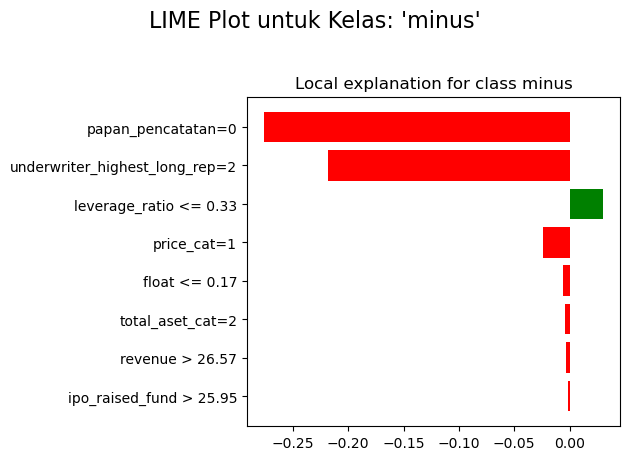 LIME Plot untuk Kelas: 'minus'
Local explanation for class minus
papan_pencatatan=0
underwriter_highest_long_rep=2
leverage_ratio <= 0.33
price_cat=1
float <= 0.17
total_aset_cat=2
revenue > 26.57
ipo_raised_fund > 25.95
−0.25 −0.20 −0.15 −0.10 −0.05 0.00